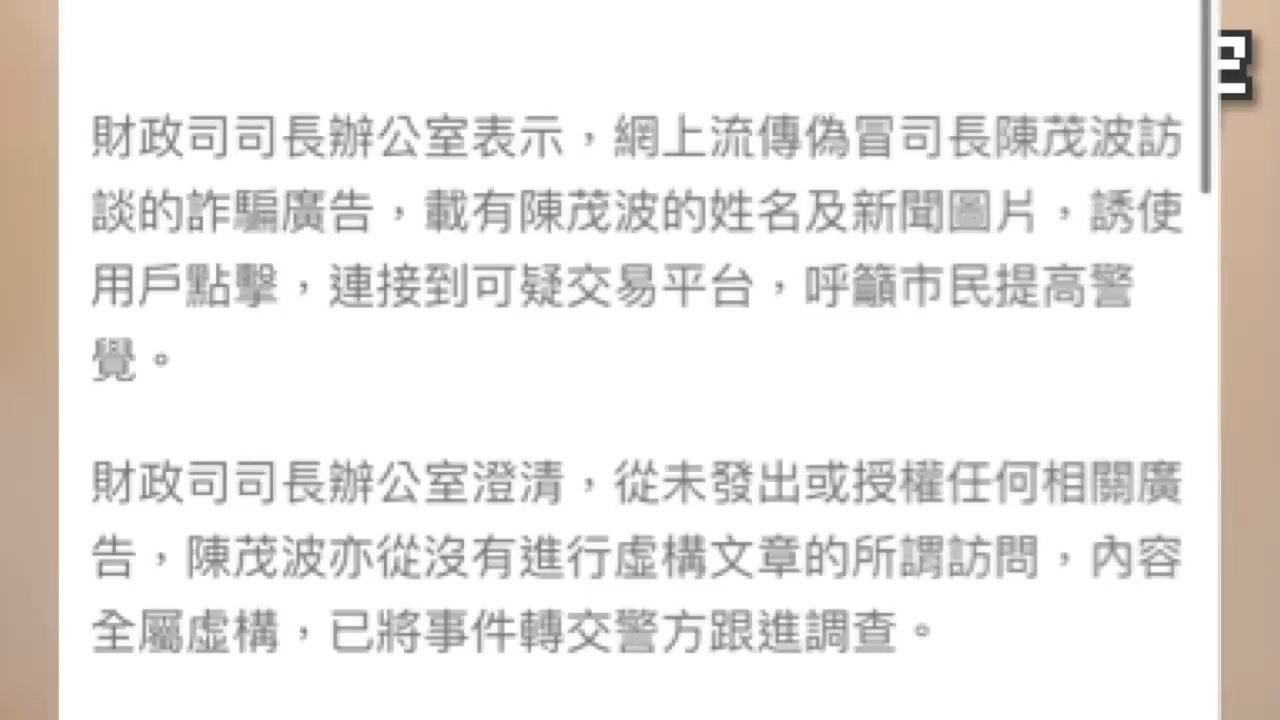 財政司司長辦公室表示，網上流傳偽冒司長陳茂波訪
談的詐騙廣告，載有陳茂波的姓名及新聞圖片，誘使
用戶點擊，連接到可疑交易平台，呼籲市民提高警
覺。
財政司司長辦公室澄清，從未發出或授權任何相關廣
告，陳茂波亦從沒有進行虛構文章的所謂訪問，內容
全屬虛構，已將事件轉交警方跟進調查。